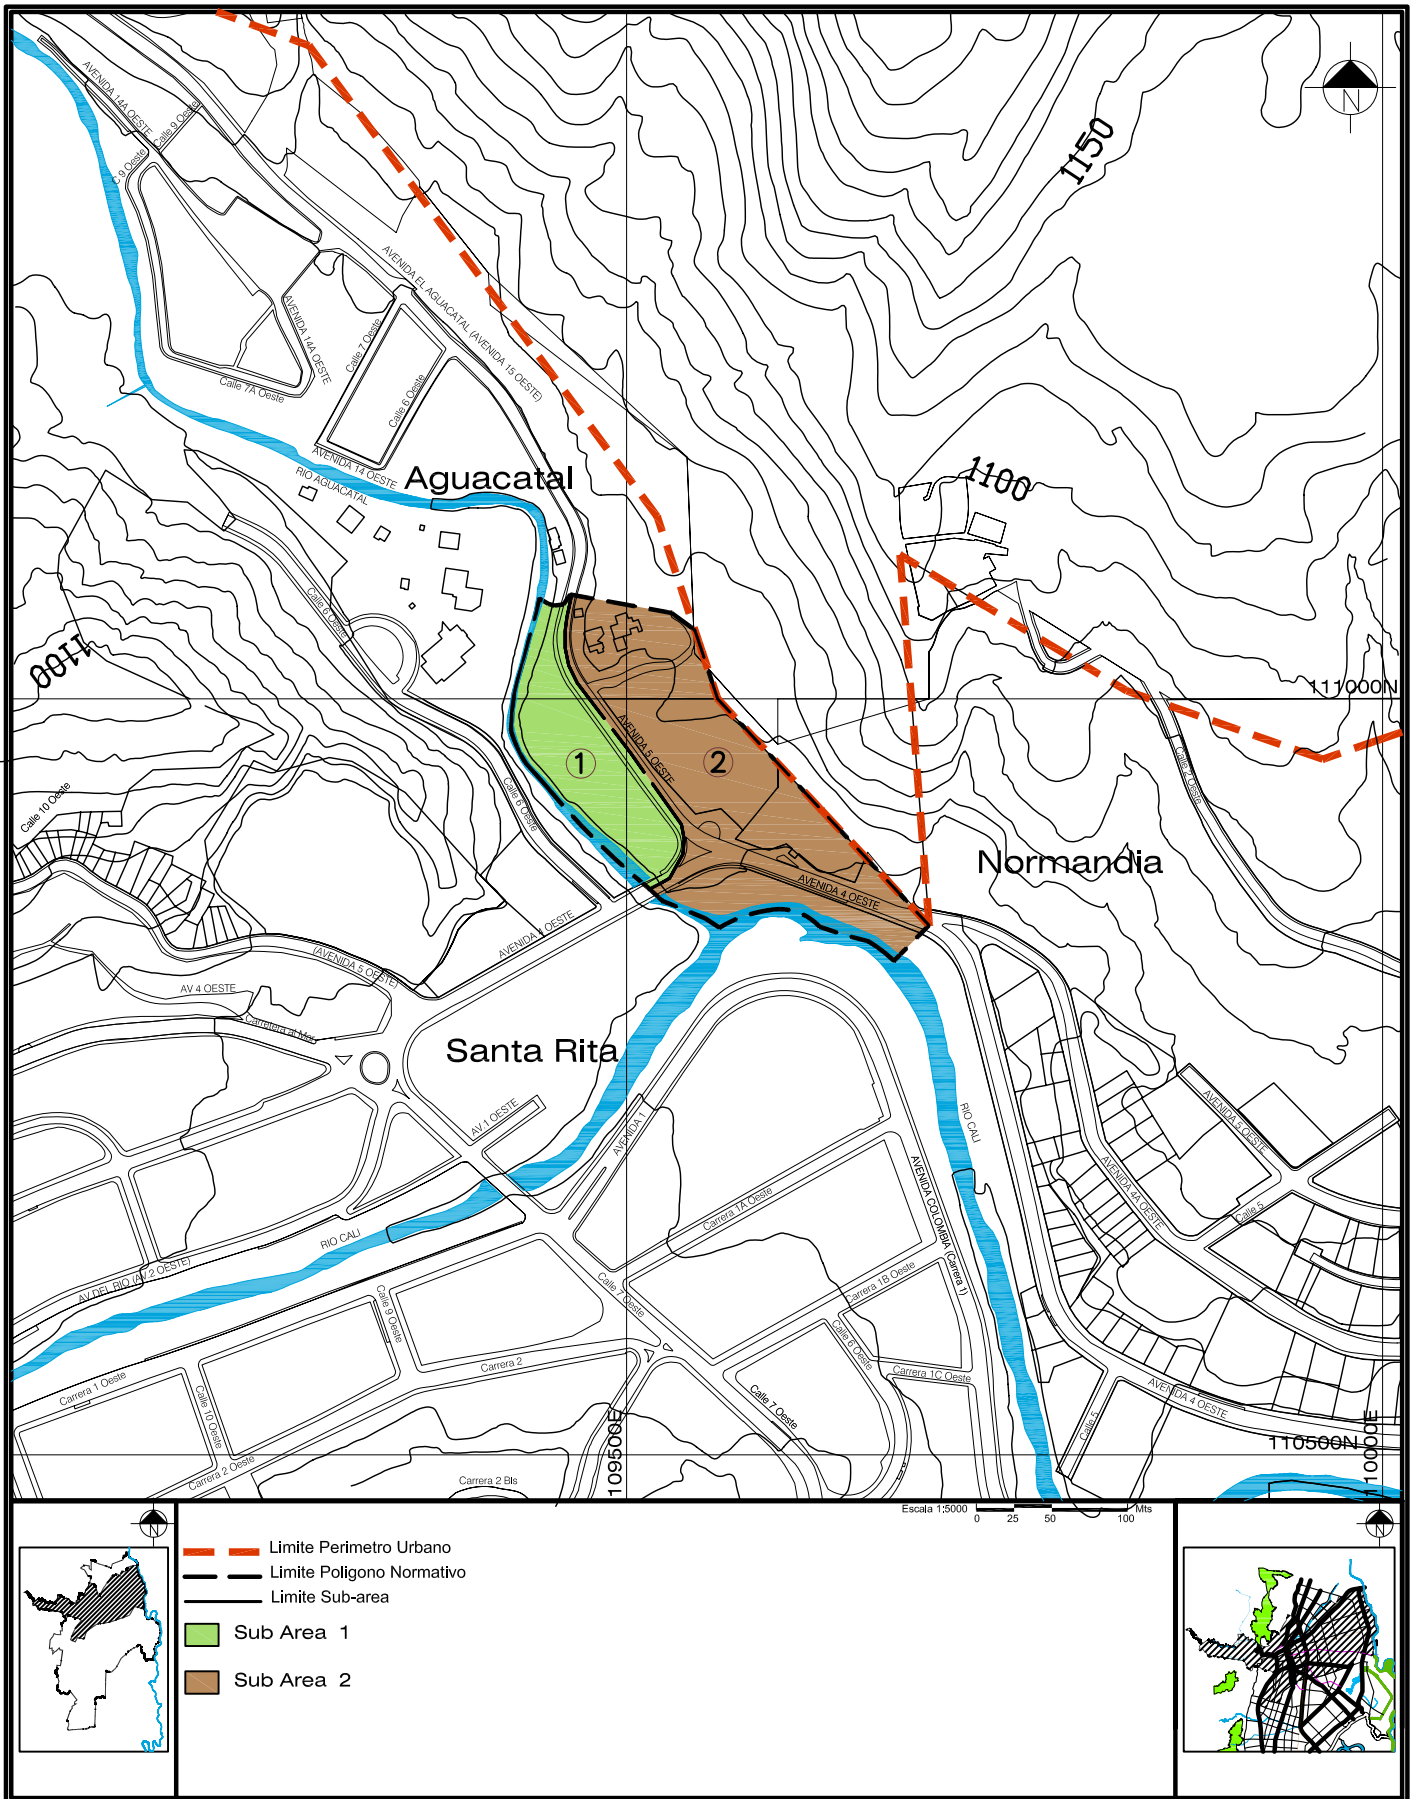 N
AVENIDA 14A OESTE
Calle 9 Oeste
C 9 Oeste
1150
AVENIDA EL AGUACATAL (AVENIDA 15 OESTE)
AVENIDA 14A OESTE
Calle 7 Oeste
Calle 7A Oeste
Calle 6 Oeste
AVENIDA 14 OESTE
RIO AGUACATAL
Aguacatal
1100
Calle 6 Oeste
1100
111000N
AVENIDA 5 OESTE
1
2
Calle 2 Oeste
Calle 6 Oeste
Calle 10 Oeste
Normandia
AVENIDA 4 OESTE
AVENIDA 4 OESTE
(AVENIDA 5 OESTE)
AV 4 OESTE
Carretera al Mar
Santa Rita
AV 1 OESTE
AVENIDA 1
RIO CALI
AVENIDA 5 OESTE
AVENIDA 4A OESTE
Calle 5
AVENIDA COLOMBIA (Carrera 1)
Carrera 1A Oeste
RIO CALI
AV DEL RIO (AV 2 OESTE)
Calle 7 Oeste
Carrera 1B Oeste
Calle 9 Oeste
Calle 6 Oeste
Carrera 2
Carrera 1C Oeste
Carrera 1 Oeste
Calle 7 Oeste
AVENIDA 4 OESTE
Calle 10 Oeste
Calle 5
109500E
110000E
110500N
Carrera 2 Oeste
Carrera 2 Bis
Escala 1:5000
0 25 50 100 Mts
N
N
Limite Perimetro Urbano
Limite Poligono Normativo
Limite Sub-area
Sub Area 1
Sub Area 2